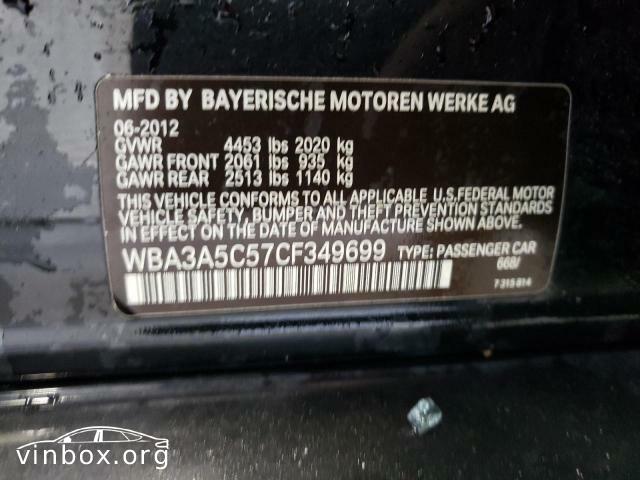 MFD BY BAYERISCHE MOTOREN WERKE AG
06-2012
GVWR 4453 lbs 2020 kg
GAWR FRONT 2061 lbs 935 kg
GAWR REAR 2513 lbs 1140 kg
THIS VEHICLE CONFORMS TO ALL APPLICABLE U.S.FEDERAL MOTOR
VEHICLE SAFETY, BUMPER AND THEFT PREVENTION STANDARDS
IN EFFECT ON THE DATE OF MANUFACTURE SHOWN ABOVE.
WBA3A5C57CF349699 TYPE: PASSENGER CAR
668/
7 315 814
vinbox.org